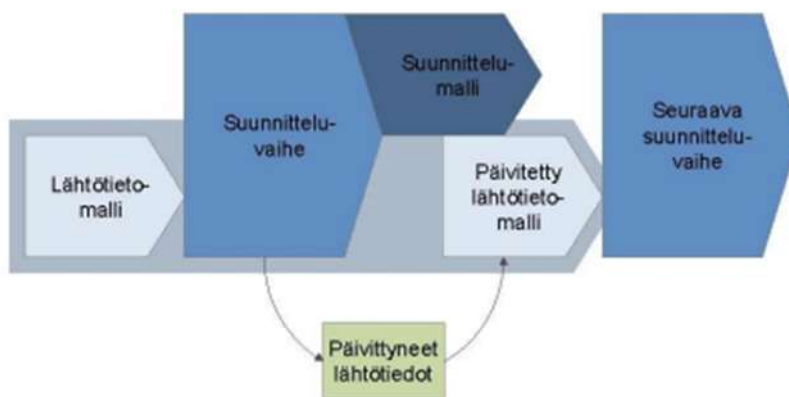 Lähtötieto-
malli
Suunnittelu-
vaihe
Suunnittelu-
malli
Päivitetty
lähtötieto-
malli
Seuraava
suunnittelu-
vaihe
Päivittyneet
lähtötiedot